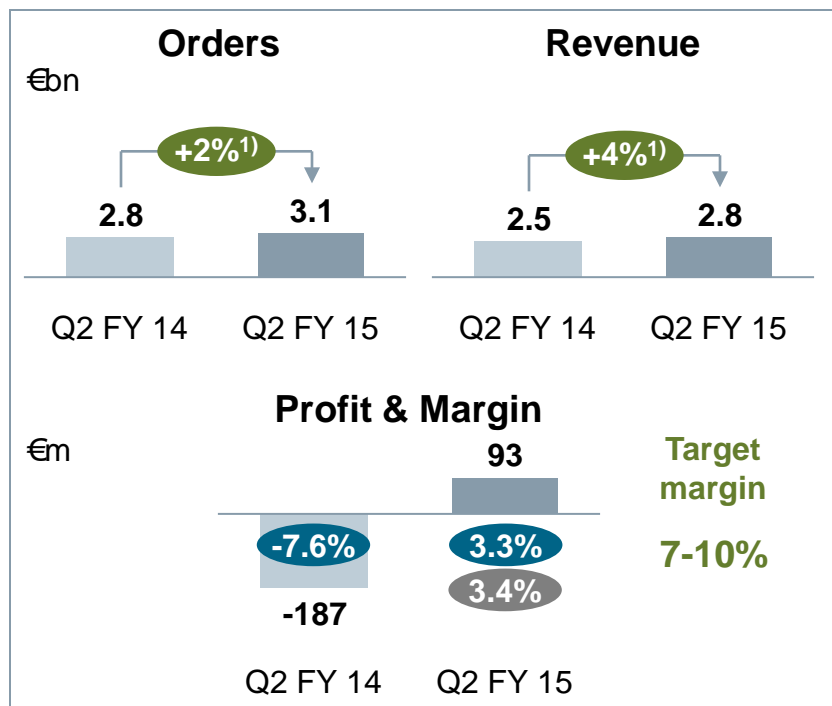 Orders
€bn
+2%1)
2.8
3.1
Q2 FY 14
Q2 FY 15
Revenue
+4%1)
2.5
2.8
Q2 FY 14
Q2 FY 15
Profit & Margin
€m
93
-7.6%
3.3%
3.4%
-187
Q2 FY 14
Q2 FY 15
Target
margin
7-10%